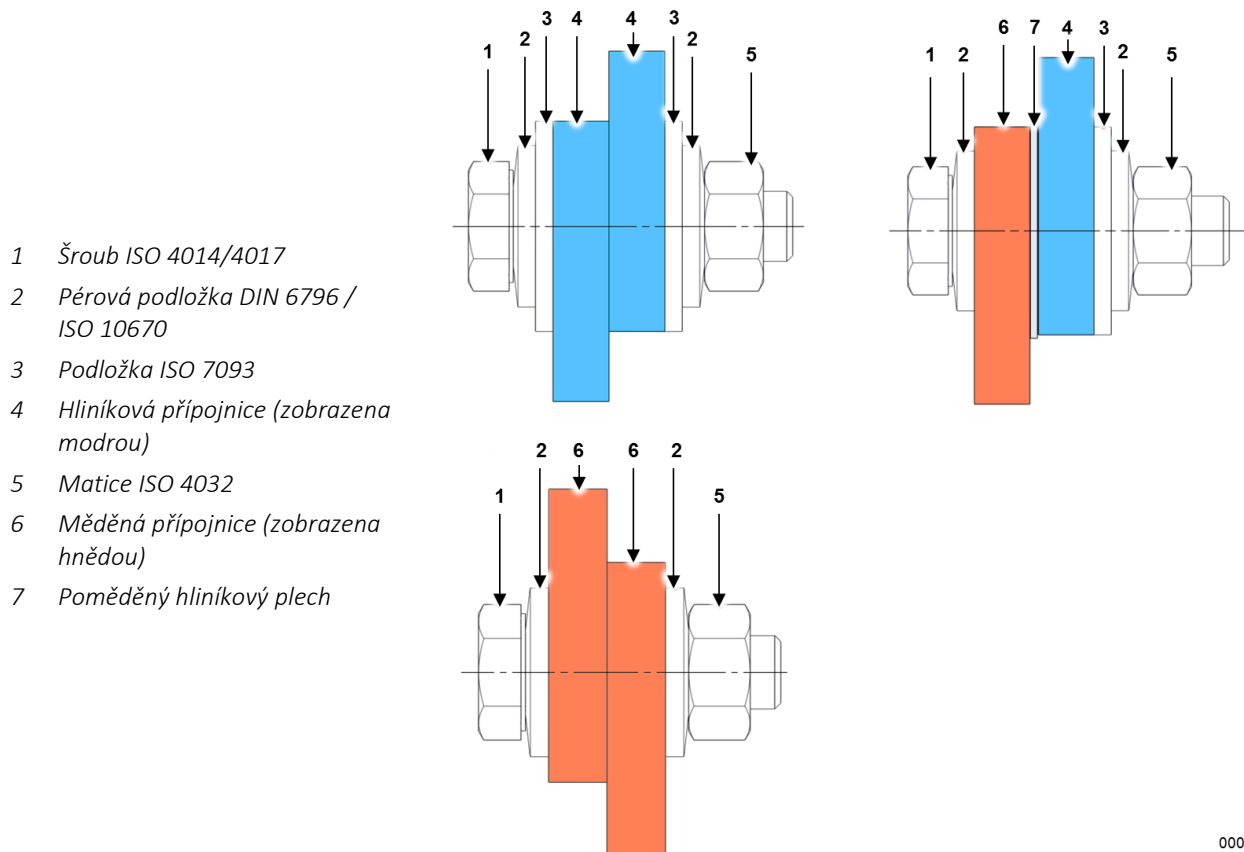 3 4 4 3
1 2 2 5
6 7 4 3
1 2 2 5
1 Šroub ISO 4014/4017
2 Pérová podložka DIN 6796 /
ISO 10670
3 Podložka ISO 7093
4 Hliníková přípojnice (zobrazena
modrou)
5 Matice ISO 4032
6 Měděná přípojnice (zobrazena
hnědou)
7 Poměděný hliníkový plech
2 6 6 2
1 5
000